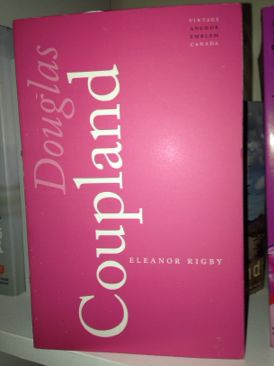 Douglas
Coupland
VINTAGE
ANCHOR
EMBLEM
CANADA
ELEANOR RIGBY